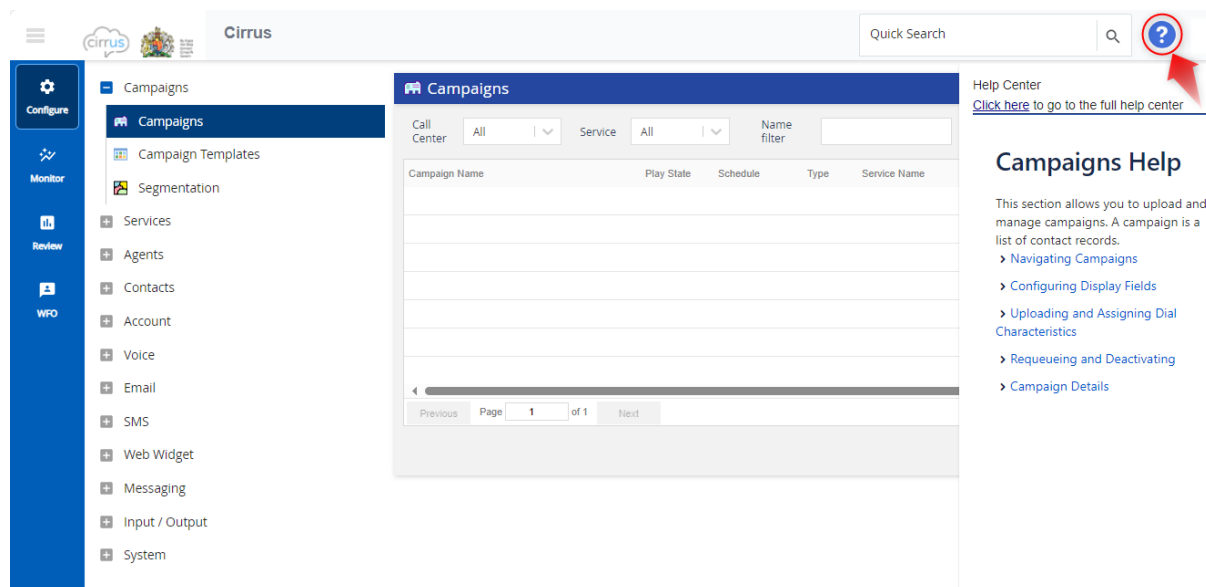 cirrus
Cirrus
Quick Search
?
Configure
Monitor
Review
WFO
Campaigns
Campaigns
Campaign Templates
Segmentation
Services
Agents
Contacts
Account
Voice
Email
SMS
Web Widget
Messaging
Input / Output
System
Campaigns
Call
Center
All
Service
All
Name
filter
Campaign Name
Play State
Schedule
Type
Service Name
Previous
Page
1
of 1
Next
Help Center
Click here to go to the full help center
Campaigns Help
This section allows you to upload and
manage campaigns. A campaign is a
list of contact records.
Navigating Campaigns
Configuring Display Fields
Uploading and Assigning Dial
Characteristics
Requeueing and Deactivating
Campaign Details